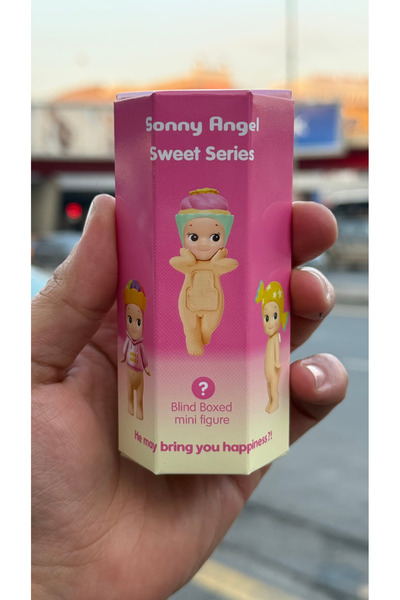 Sonny Angel
Sweet Series
?
Blind Boxed
mini figure
He may bring you happiness?!